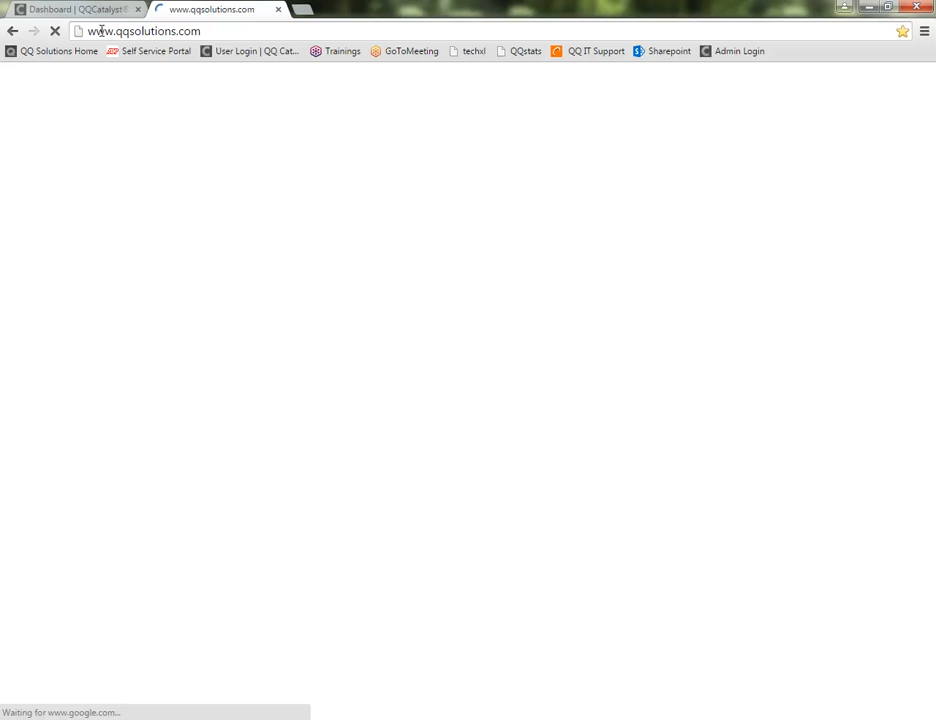 Dashboard | QQCatalyst®
www.qqsolutions.com
www.qqsolutions.com
QQ Solutions Home
ADP Self Service Portal
User Login | QQ Cat...
Trainings
GoToMeeting
techxl
QQstats
QQ IT Support
Sharepoint
Admin Login
Waiting for www.google.com...